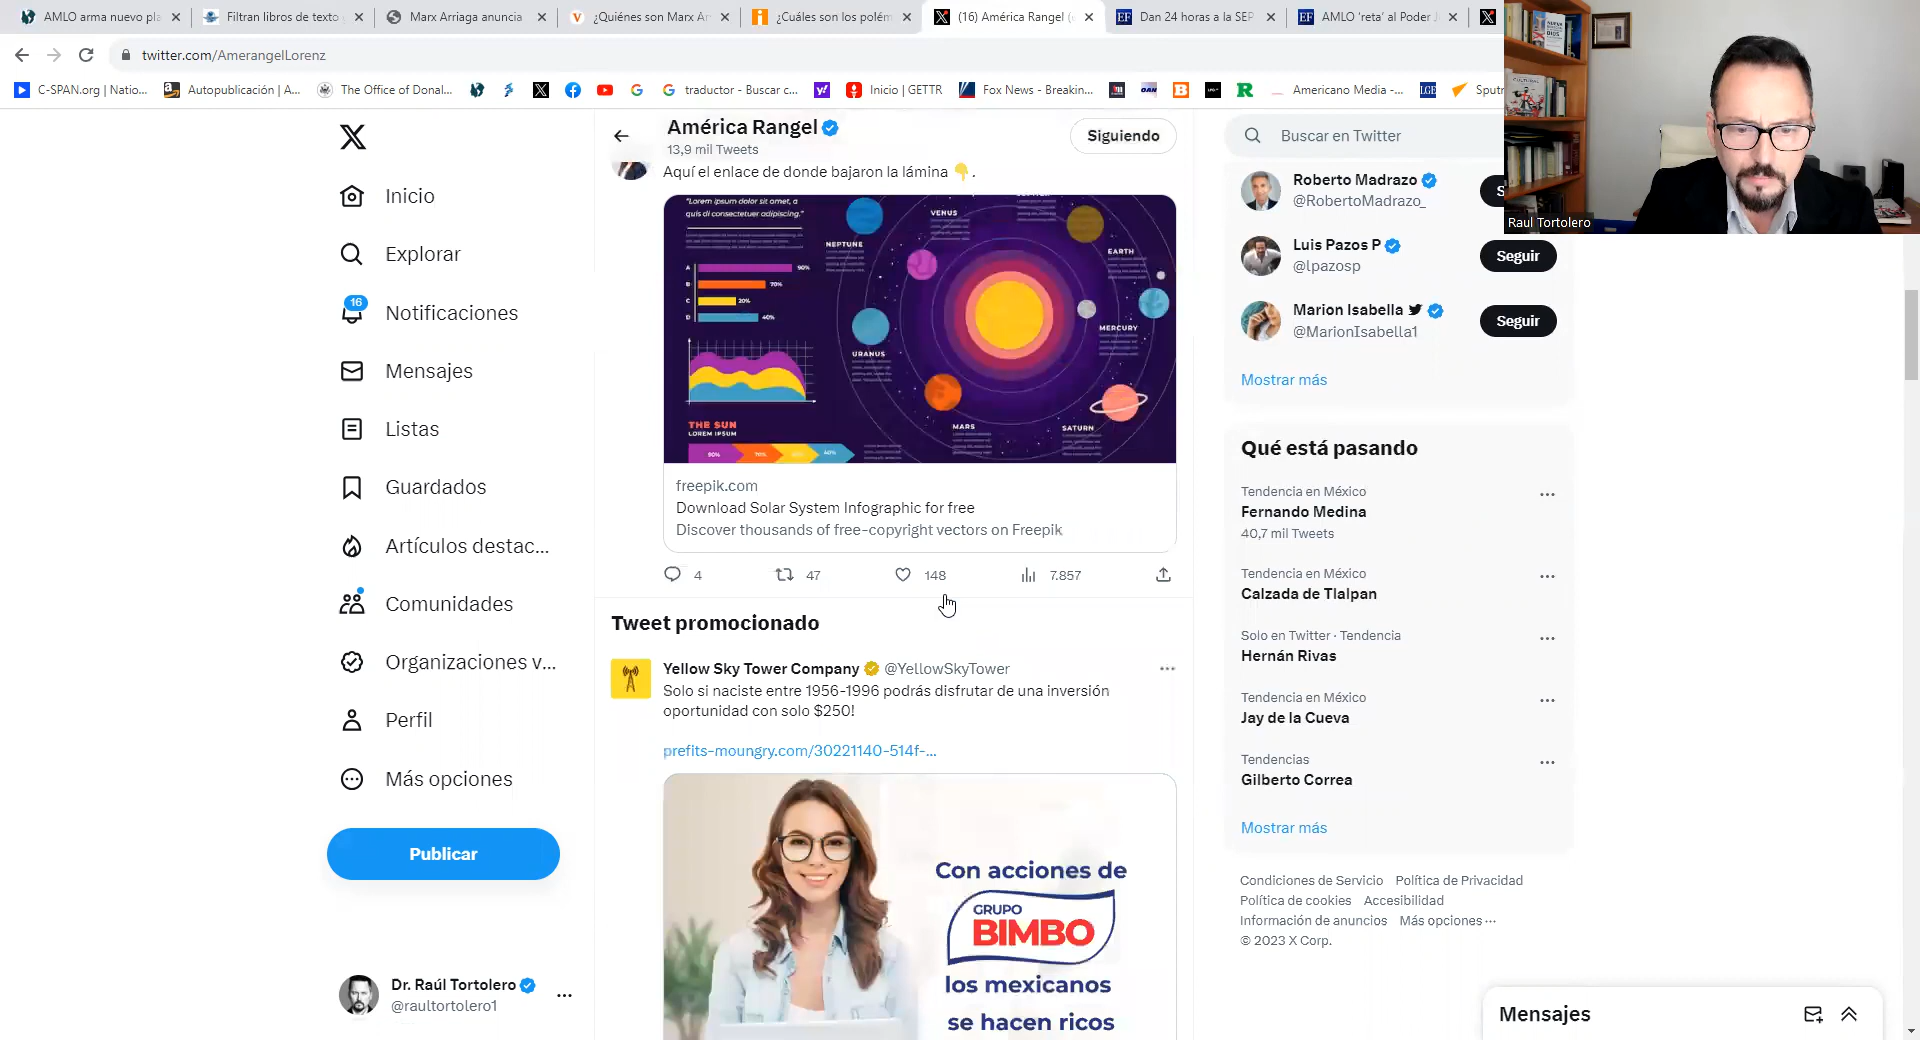 AMLO arma nuevo pla
Filtran libros de texto
Marx Arriaga anuncia
¿Quiénes son Marx Ar
¿Cuáles son los polém
(16) América Rangel (
Dan 24 horas a la SEP
AMLO 'reta' al Poder J
twitter.com/AmerangelLorenz
C-SPAN.org | Natio...
Autopublicación | A...
The Office of Donal...
traductor - Buscar c...
Inicio | GETTR
Fox News - Breakin...
Americano Media -...
LGE
Sputn
Raul Tortolero
Inicio
Explorar
16
Notificaciones
Mensajes
Listas
Guardados
Artículos destac...
Comunidades
Organizaciones v...
Perfil
Más opciones
Publicar
Dr. Raúl Tortolero
@raultortolero1
América Rangel
13,9 mil Tweets
Siguiendo
Aquí el enlace de donde bajaron la lámina 👇.
"Lorem ipsum dolor sit amet, a
quis di consectetuer adipiscing."
A 90%
B 70%
C 20%
D 40%
THE SUN
LOREM IPSUM
90% 70% 40%
NEPTUNE
VENUS
EARTH
URANUS
MERCURY
MARS
SATURN
freepik.com
Download Solar System Infographic for free
Discover thousands of free-copyright vectors on Freepik
4 47 148 7.857
Tweet promocionado
Yellow Sky Tower Company @YellowSkyTower
Solo si naciste entre 1956-1996 podrás disfrutar de una inversión
oportunidad con solo $250!
prefits-moungry.com/30221140-514f-...
Con acciones de
GRUPO
BIMBO
los mexicanos
se hacen ricos
Buscar en Twitter
Roberto Madrazo
@RobertoMadrazo_
S
Luis Pazos P
@lpazosp
Seguir
Marion Isabella
@MarionIsabella1
Seguir
Mostrar más
Qué está pasando
Tendencia en México
Fernando Medina
40,7 mil Tweets
Tendencia en México
Calzada de Tlalpan
Solo en Twitter · Tendencia
Hernán Rivas
Tendencia en México
Jay de la Cueva
Tendencias
Gilberto Correa
Mostrar más
Condiciones de Servicio Política de Privacidad
Política de cookies Accesibilidad
Información de anuncios Más opciones ···
© 2023 X Corp.
Mensajes